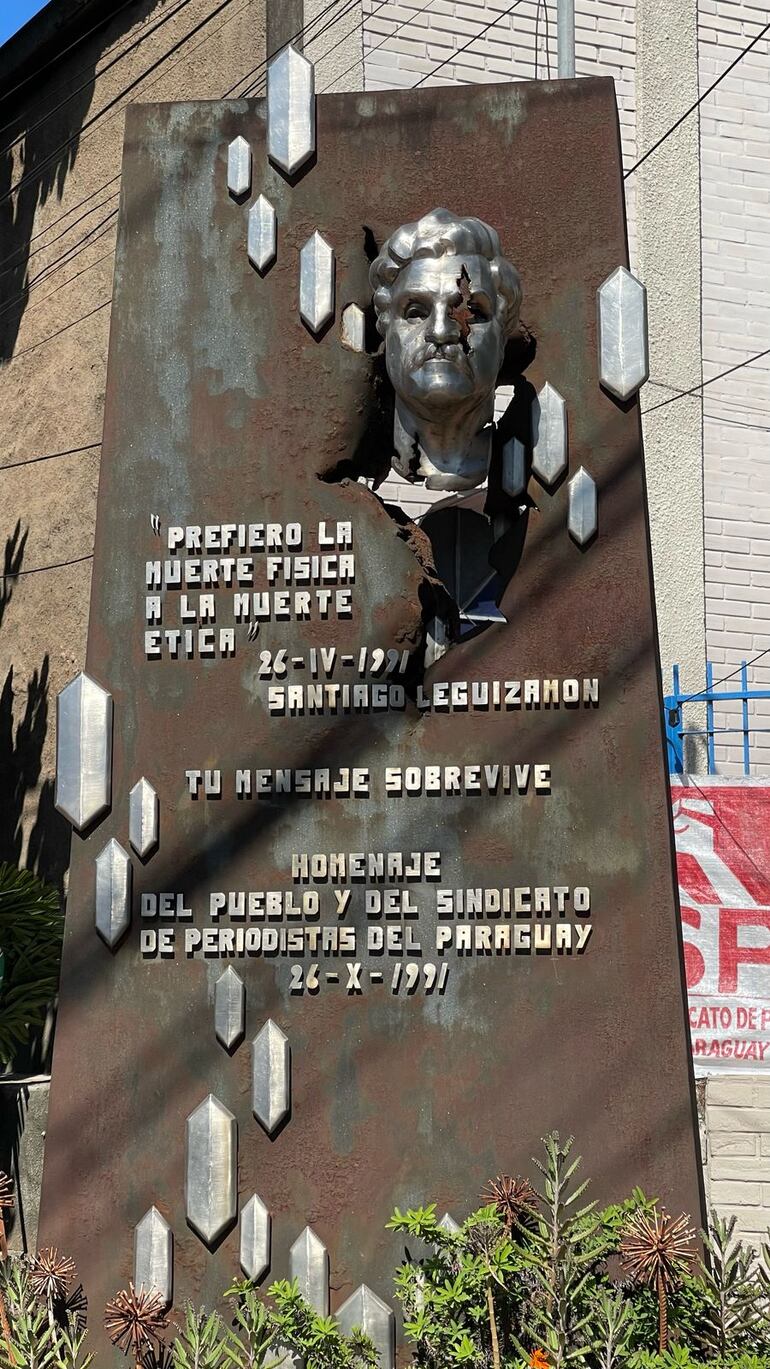 "PREFIERO LA
MUERTE FISICA
A LA MUERTE
ETICA"
26-IV-1991
SANTIAGO LEGUIZAMON
TU MENSAJE SOBREVIVE
HOMENAJE
DEL PUEBLO Y DEL SINDICATO
DE PERIODISTAS DEL PARAGUAY
26-X-1991
SP
CATO DE P
ARAGUAY